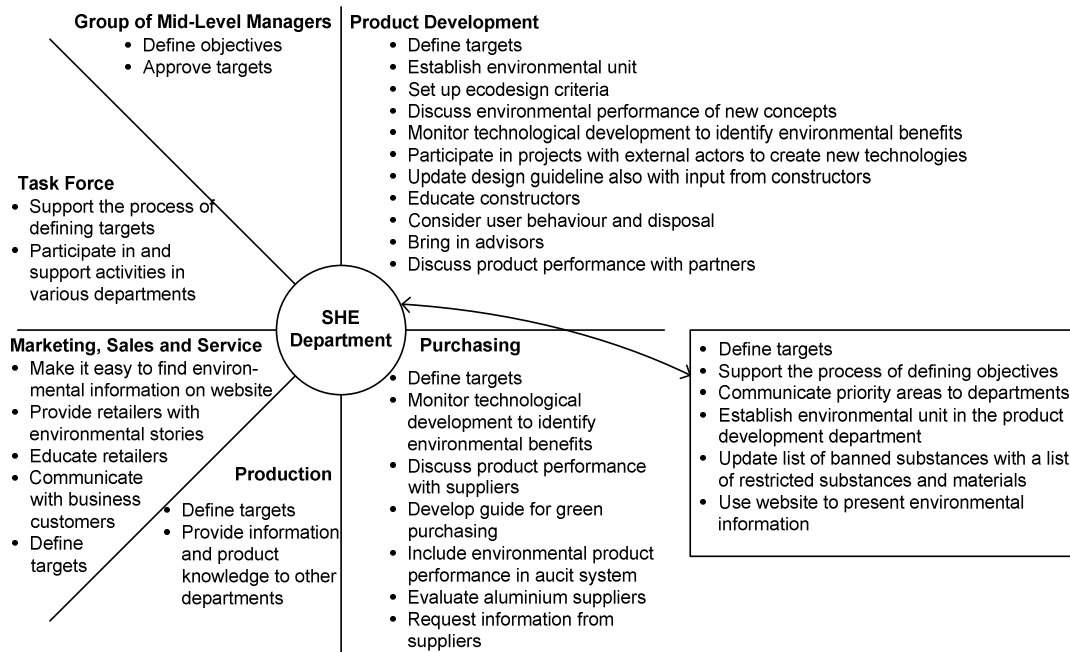 Group of Mid-Level Managers
• Define objectives
• Approve targets
Product Development
• Define targets
• Establish environmental unit
• Set up ecodesign criteria
• Discuss environmental performance of new concepts
• Monitor technological development to identify environmental benefits
• Participate in projects with external actors to create new technologies
• Update design guideline also with input from constructors
• Educate constructors
• Consider user behaviour and disposal
• Bring in advisors
• Discuss product performance with partners
Task Force
• Support the process of
defining targets
• Participate in and
support activities in
various departments
SHE
Department
Marketing, Sales and Service
• Make it easy to find environ-
mental information on website
• Provide retailers with
environmental stories
• Educate retailers
• Communicate
with business
customers
• Define
targets
Production
• Define targets
• Provide information
and product
knowledge to other
departments
Purchasing
• Define targets
• Monitor technological
development to identify
environmental benefits
• Discuss product performance
with suppliers
• Develop guide for green
purchasing
• Include environmental product
performance in aucit system
• Evaluate aluminium suppliers
• Request information from
suppliers
• Define targets
• Support the process of defining objectives
• Communicate priority areas to departments
• Establish environmental unit in the product
development department
• Update list of banned substances with a list
of restricted substances and materials
• Use website to present environmental
information